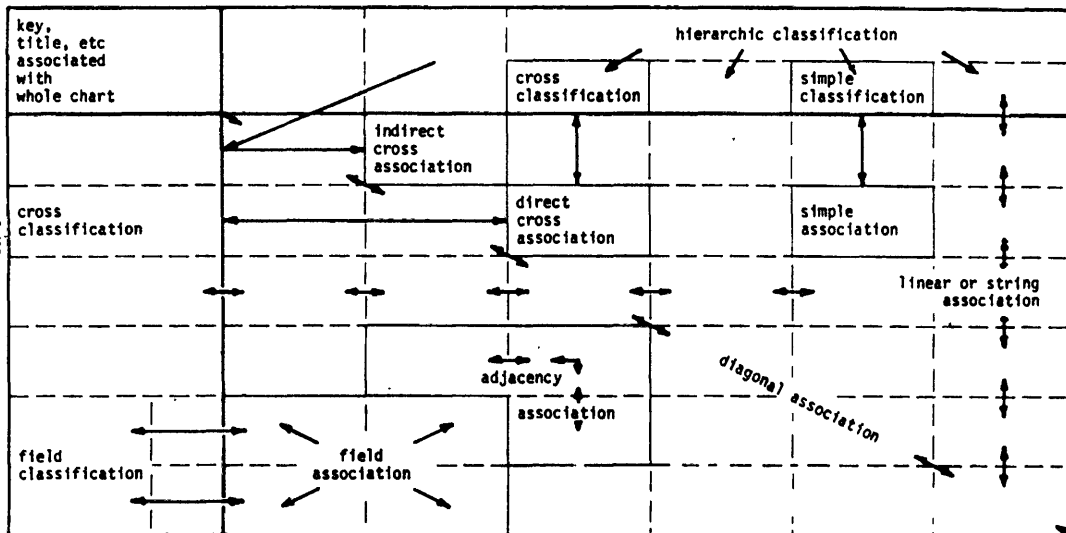 key,
title, etc
associated
with
whole chart
hierarchic classification
cross
classification
simple
classification
indirect
cross
association
cross
classification
direct
cross
association
simple
association
linear or string
association
adjacency
association
diagonal association
field
classification
field
association